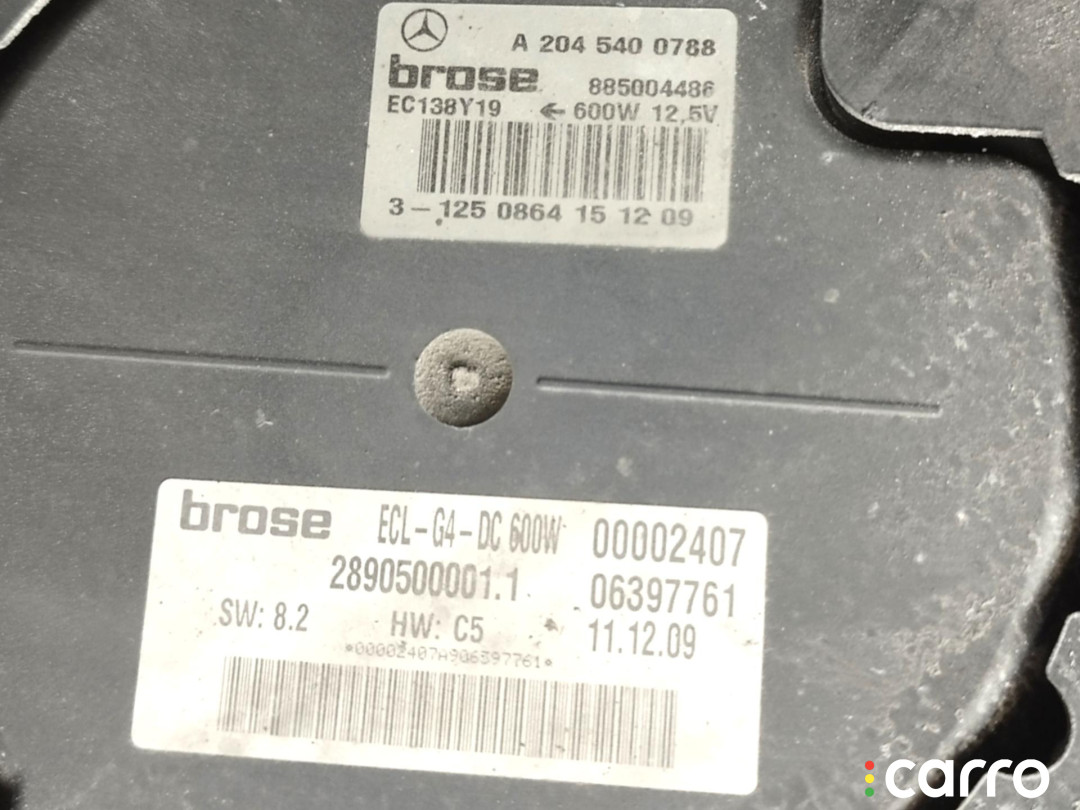 A 204 540 0788
brose 885004486
EC138Y19 ← 600W 12,5V
3-125 0864 15 12 09
brose ECL-G4-DC 600W 00002407
2890500001.1 06397761
SW: 8.2 HW: C5 11.12.09
*00002407A906397761*
carro